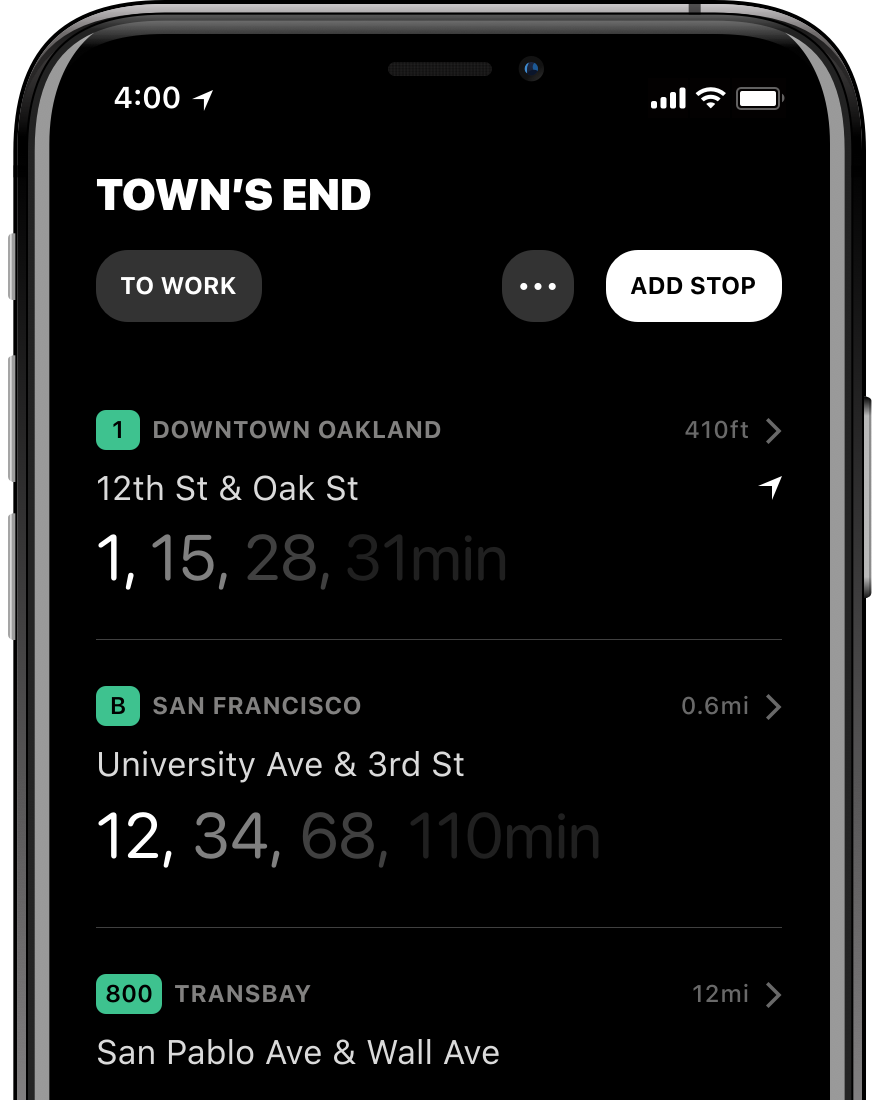 4:00
TOWN’S END
TO WORK ••• ADD STOP
1 DOWNTOWN OAKLAND 410ft
12th St & Oak St
1, 15, 28, 31min
B SAN FRANCISCO 0.6mi
University Ave & 3rd St
12, 34, 68, 110min
800 TRANSBAY 12mi
San Pablo Ave & Wall Ave